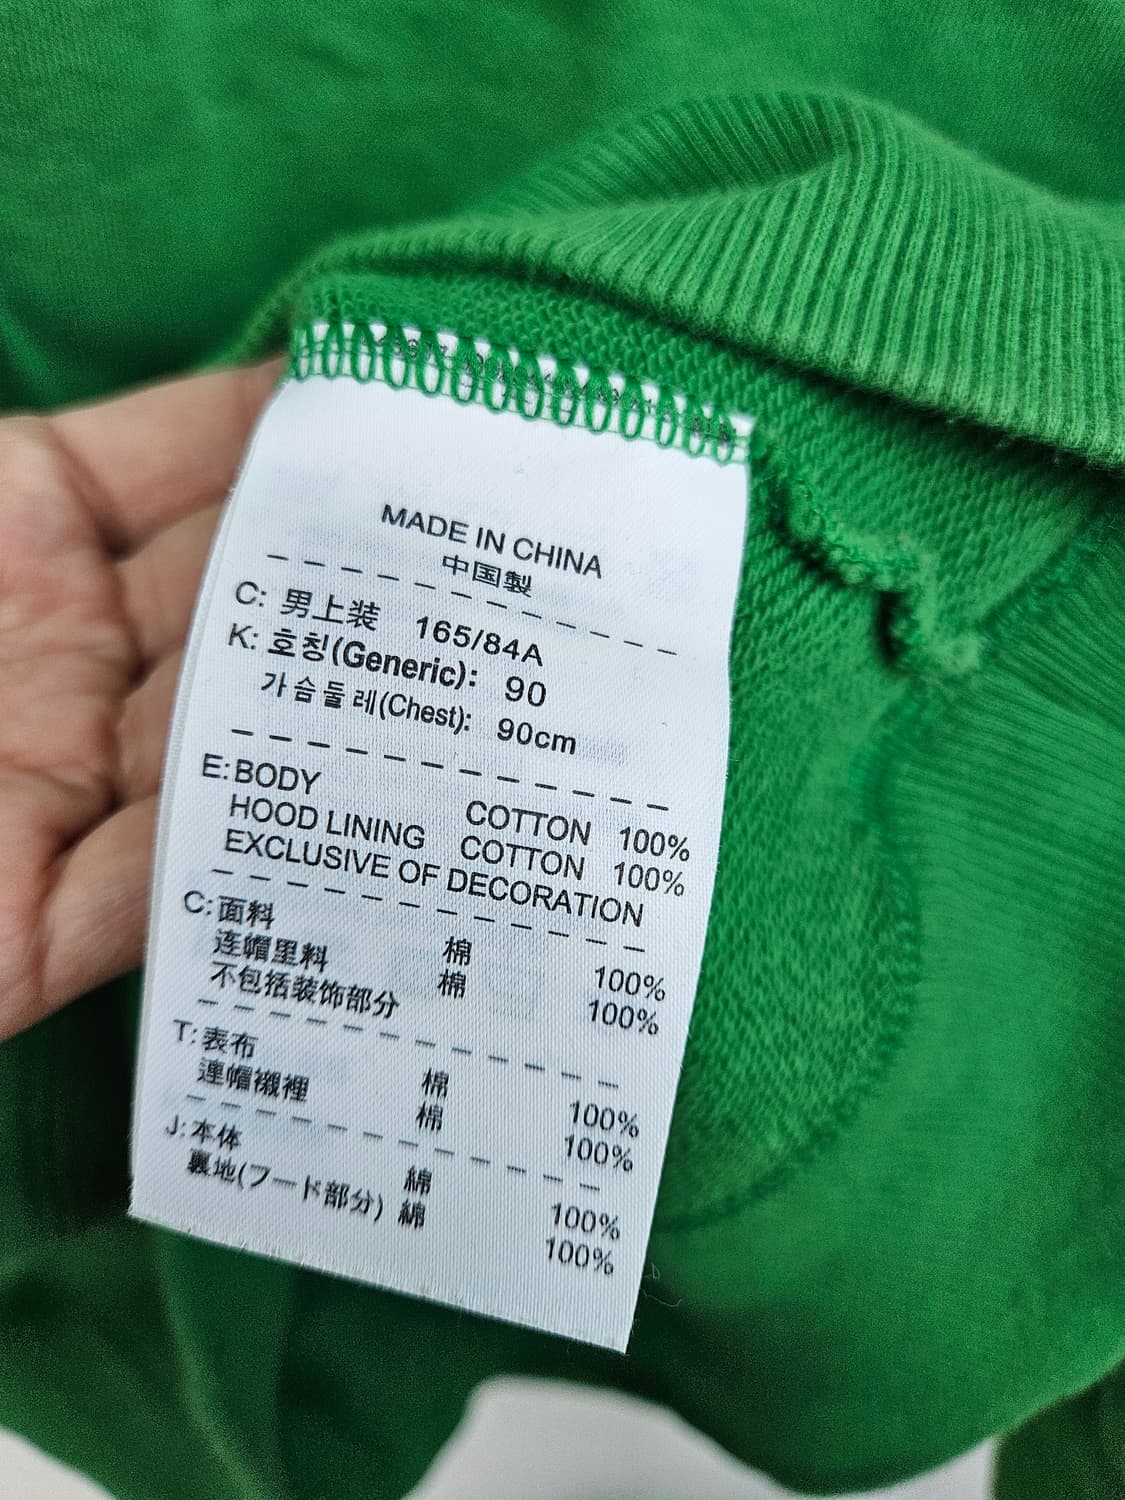 MADE IN CHINA
中国製
C: 男上装 165/84A
K: 호칭(Generic): 90
가슴둘레(Chest): 90cm
E: BODY COTTON 100%
HOOD LINING COTTON 100%
EXCLUSIVE OF DECORATION
C: 面料 棉 100%
连帽里料 棉 100%
不包括装饰部分
T: 表布 棉 100%
連帽襯裡 棉 100%
J: 本体 綿 100%
裏地(フード部分) 綿 100%